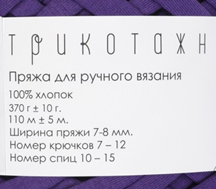 трикотажн
Пряжа для ручного вязания
100% хлопок
370 г ± 10 г.
110 м ± 5 м.
Ширина пряжи 7-8 мм.
Номер крючков 7 – 12
Номер спиц 10 – 15